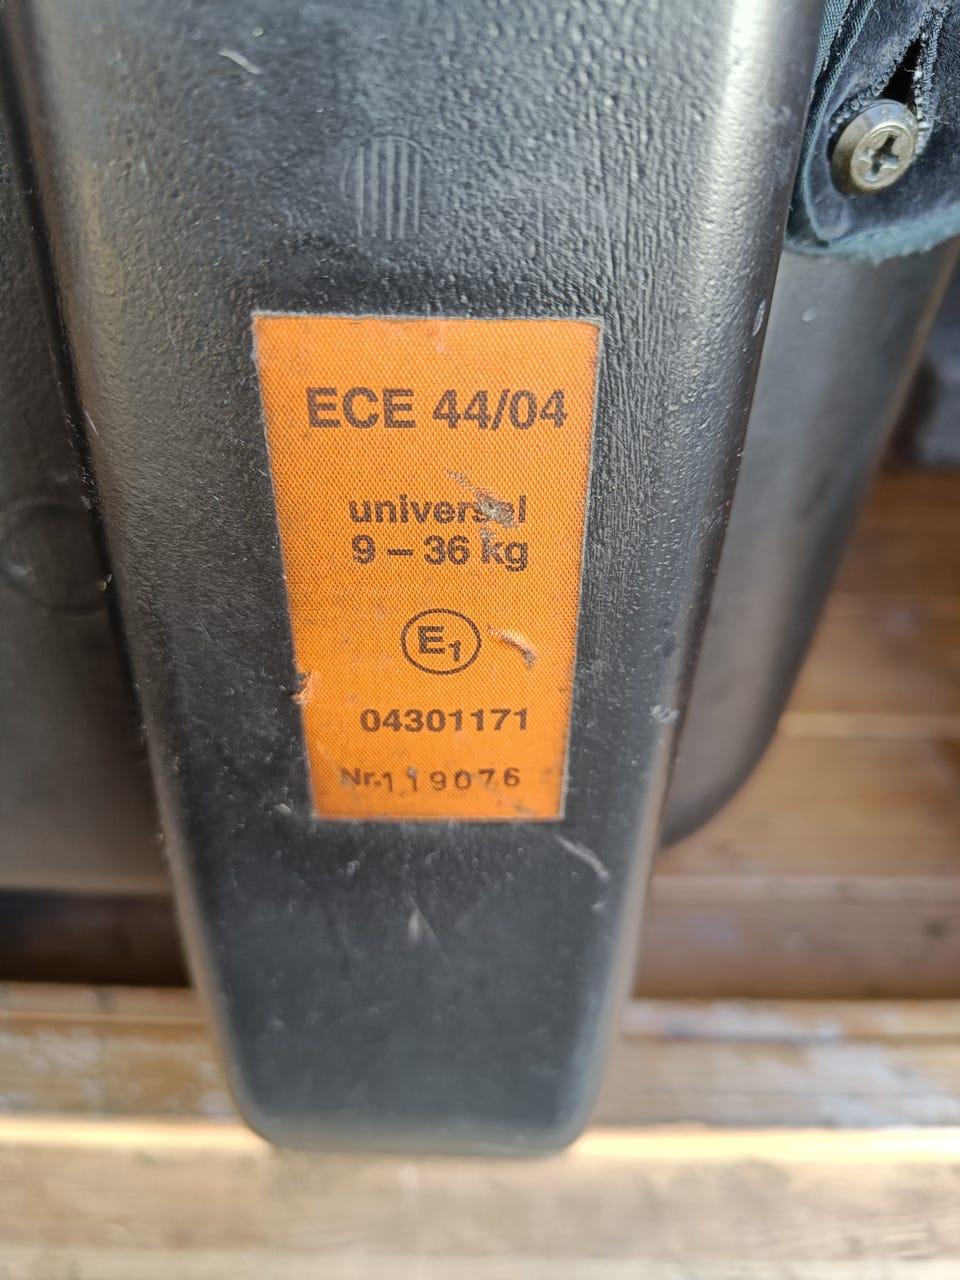 ECE 44/04
universal
9 – 36 kg
E1
04301171
Nr.119076